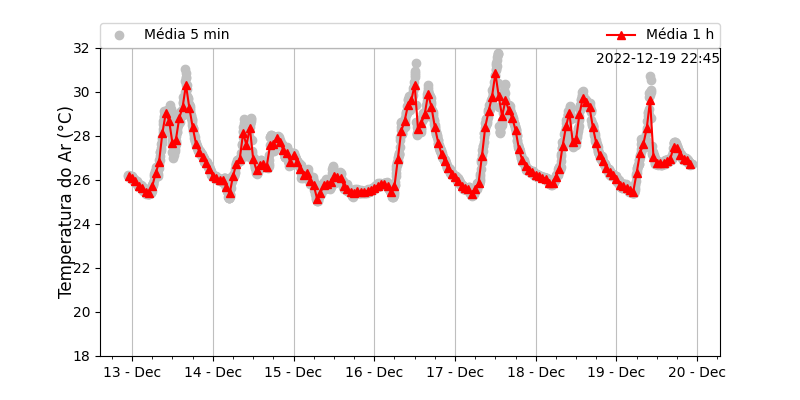 Média 5 min
Média 1 h
2022-12-19 22:45
Temperatura do Ar (°C)
32
30
28
26
24
22
20
18
13 - Dec
14 - Dec
15 - Dec
16 - Dec
17 - Dec
18 - Dec
19 - Dec
20 - Dec